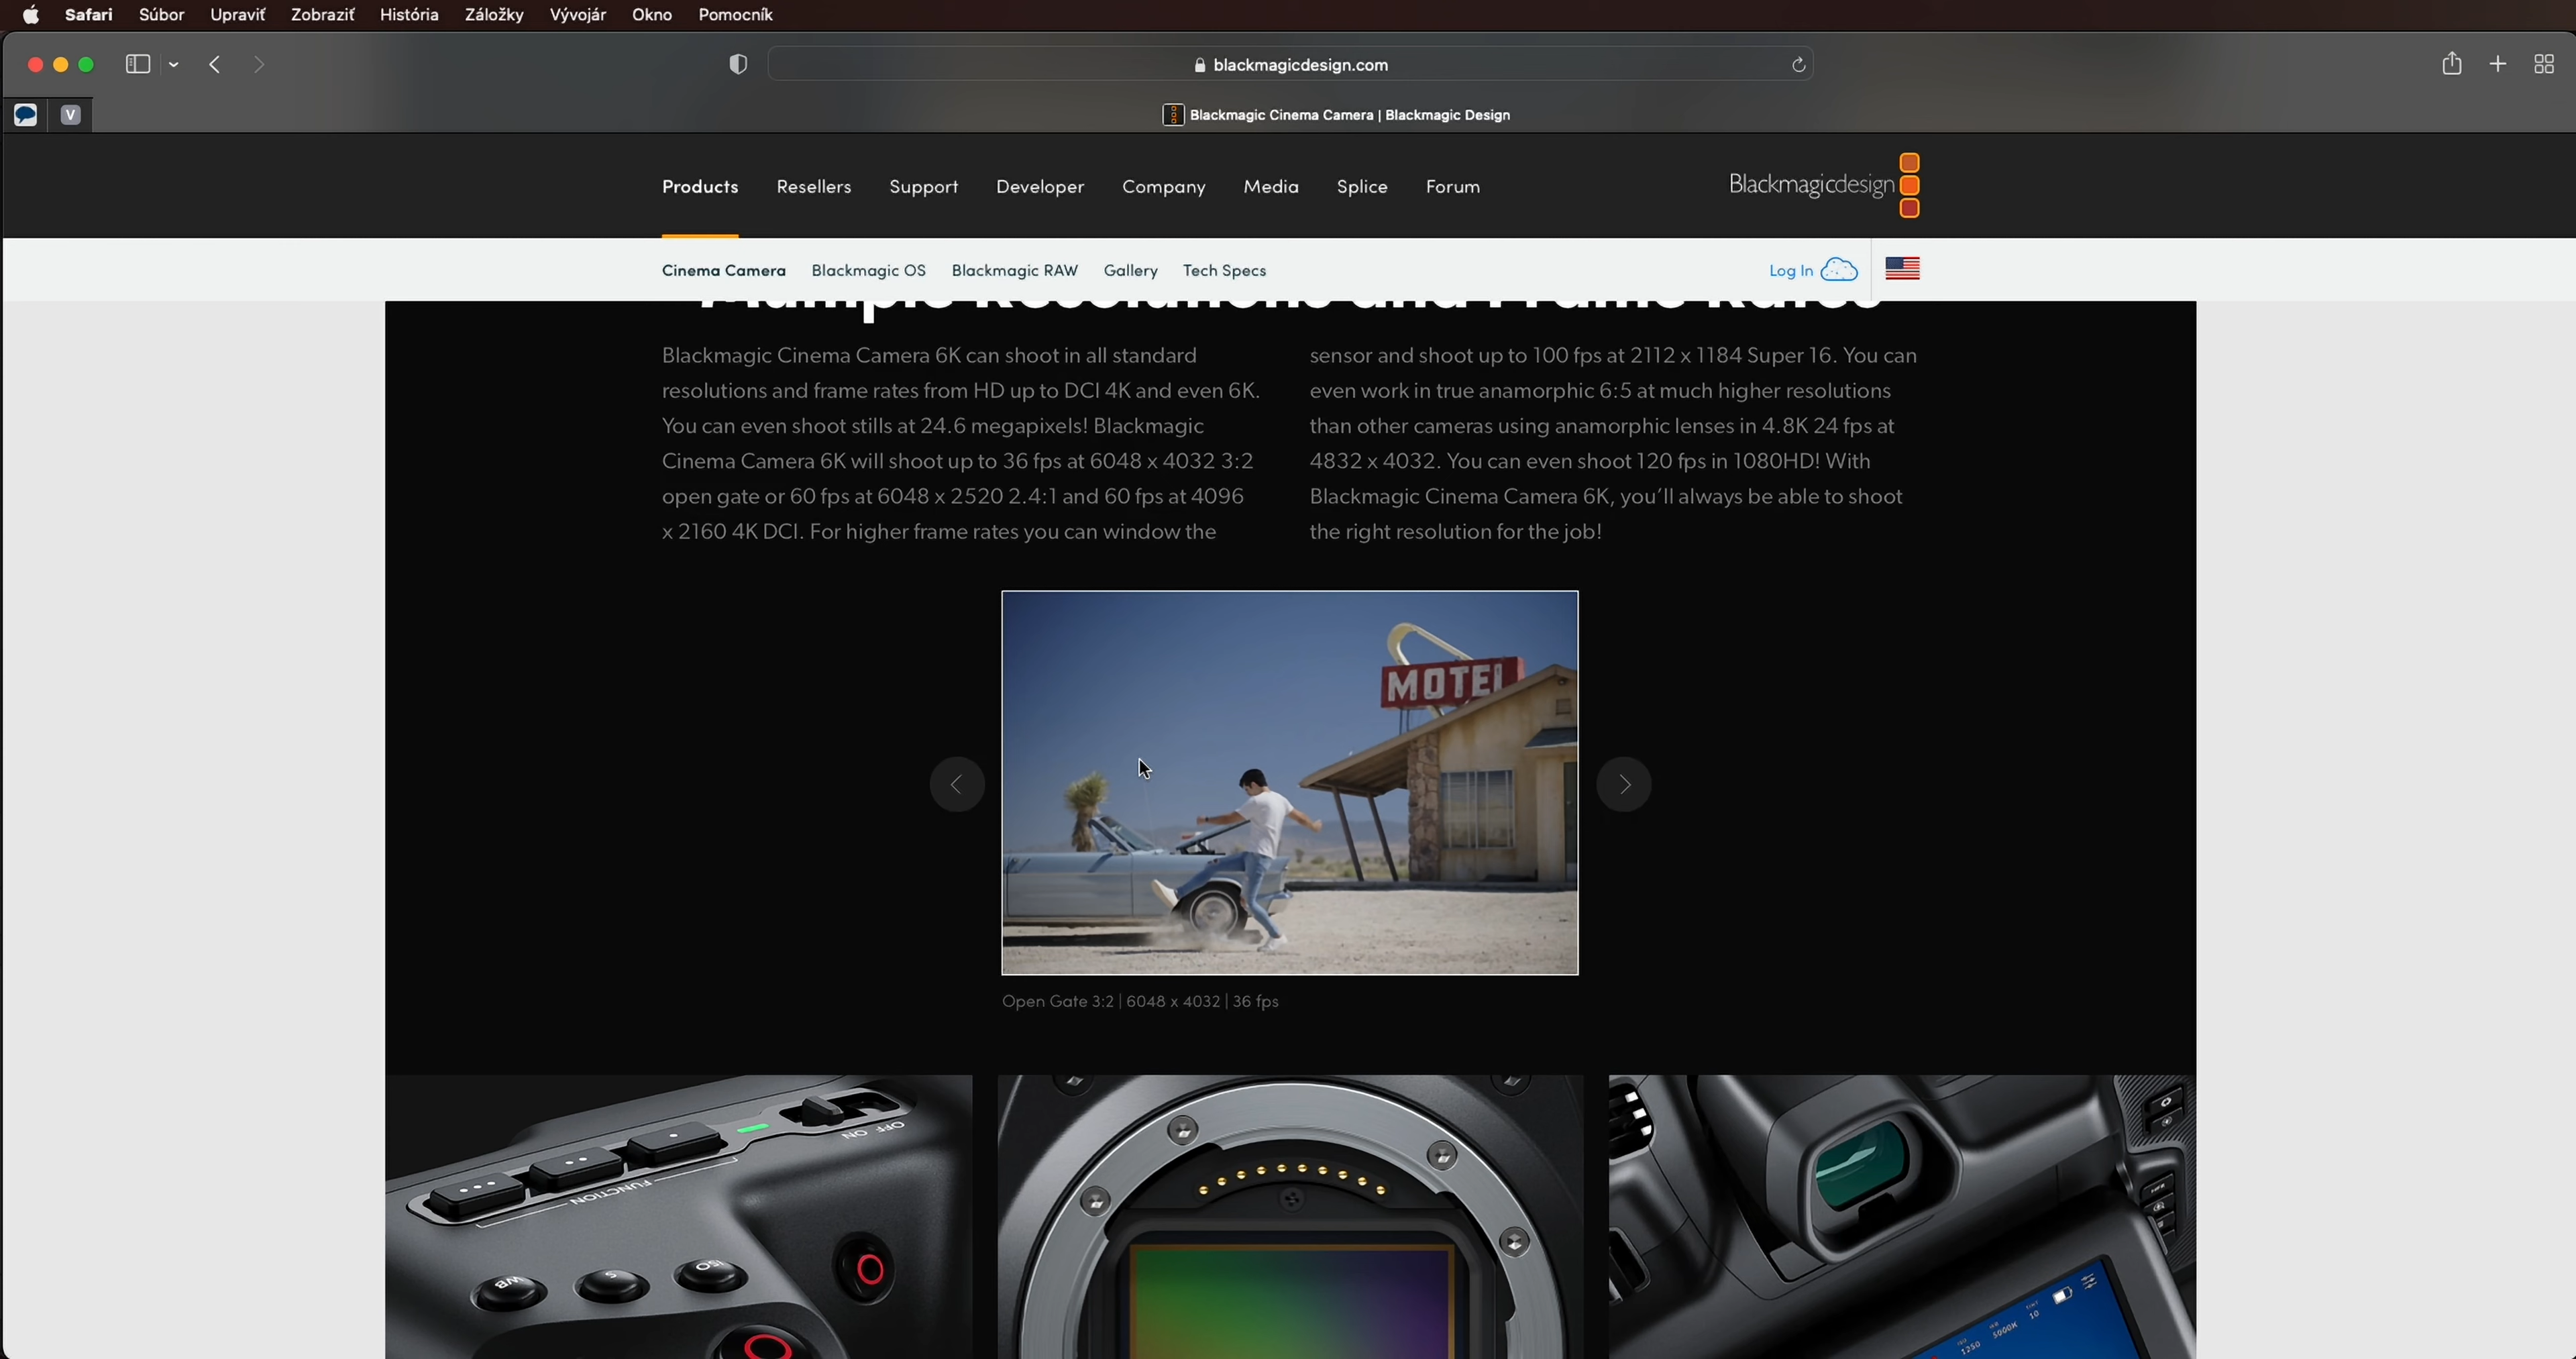 Safari Súbor Upraviť Zobraziť História Záložky Vývojár Okno Pomocník
blackmagicdesign.com
V
Blackmagic Cinema Camera | Blackmagic Design
Products Resellers Support Developer Company Media Splice Forum
Blackmagicdesign
Cinema Camera Blackmagic OS Blackmagic RAW Gallery Tech Specs
Log In
Multiple Resolutions and Frame Rates
Blackmagic Cinema Camera 6K can shoot in all standard
resolutions and frame rates from HD up to DCI 4K and even 6K.
You can even shoot stills at 24.6 megapixels! Blackmagic
Cinema Camera 6K will shoot up to 36 fps at 6048 x 4032 3:2
open gate or 60 fps at 6048 x 2520 2.4:1 and 60 fps at 4096
x 2160 4K DCI. For higher frame rates you can window the
sensor and shoot up to 100 fps at 2112 x 1184 Super 16. You can
even work in true anamorphic 6:5 at much higher resolutions
than other cameras using anamorphic lenses in 4.8K 24 fps at
4832 x 4032. You can even shoot 120 fps in 1080HD! With
Blackmagic Cinema Camera 6K, you'll always be able to shoot
the right resolution for the job!
MOTEL
Open Gate 3:2 | 6048 x 4032 | 36 fps
OFF ON
FUNCTION
WB S ISO
1250 5000K 10